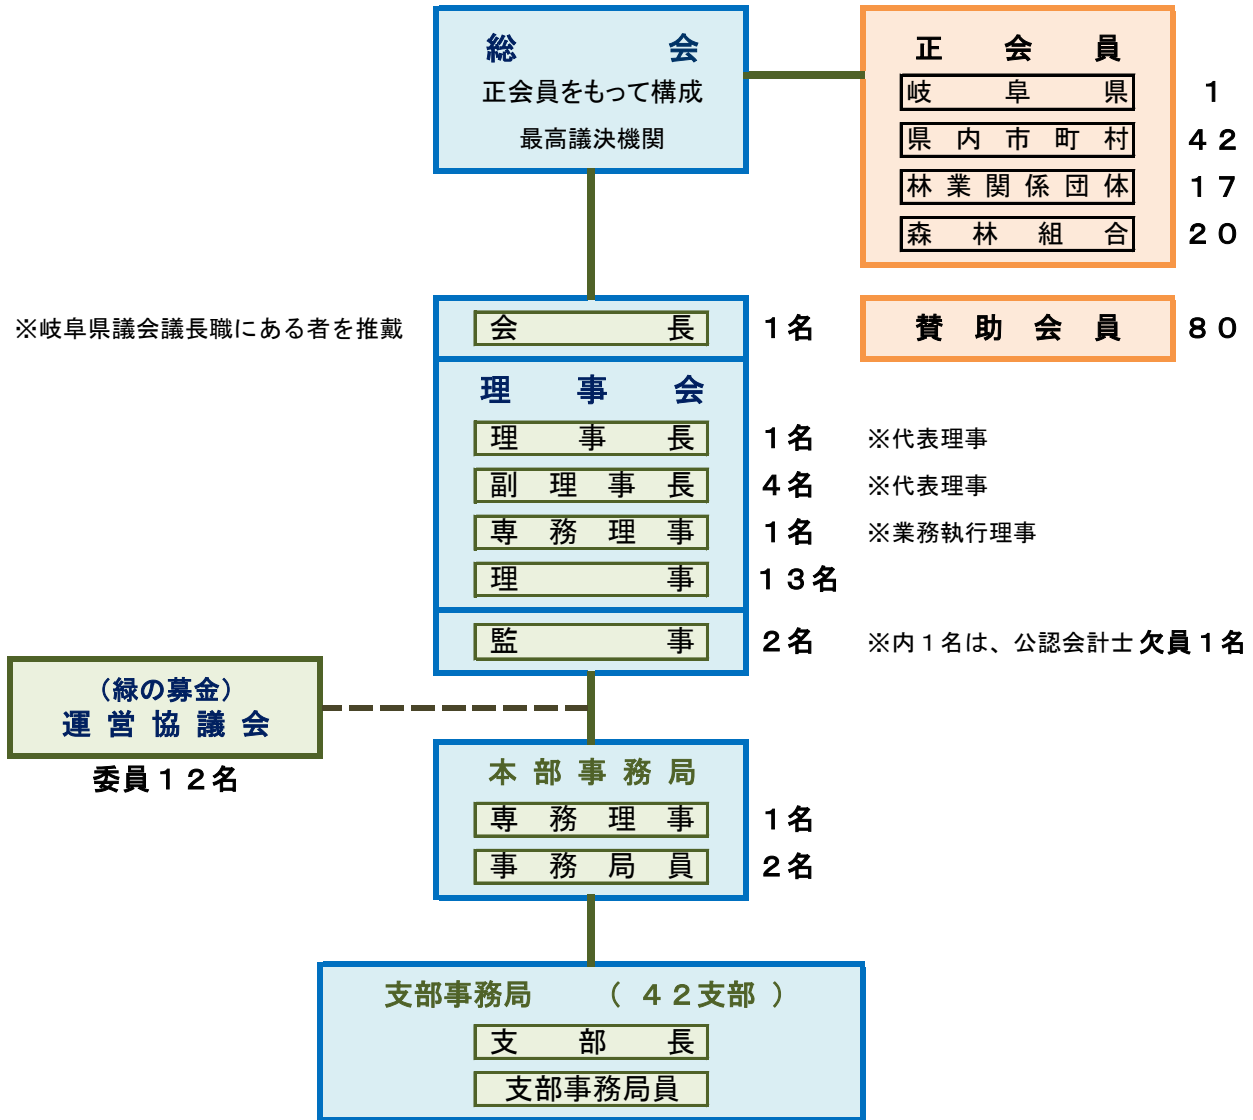 総会
正会員をもって構成
最高議決機関
正会員
岐阜県 1
県内市町村 ４２
林業関係団体 １７
森林組合 ２０
※岐阜県議会議長職にある者を推戴
会長 １名
賛助会員 ８０
理事会
理事長 １名 ※代表理事
副理事長 ４名 ※代表理事
専務理事 １名 ※業務執行理事
理事 １３名
監事 ２名 ※内１名は、公認会計士 欠員１名
（緑の募金）
運営協議会
委員１２名
本部事務局
専務理事 １名
事務局員 ２名
支部事務局 （ ４２支部 ）
支部長
支部事務局員